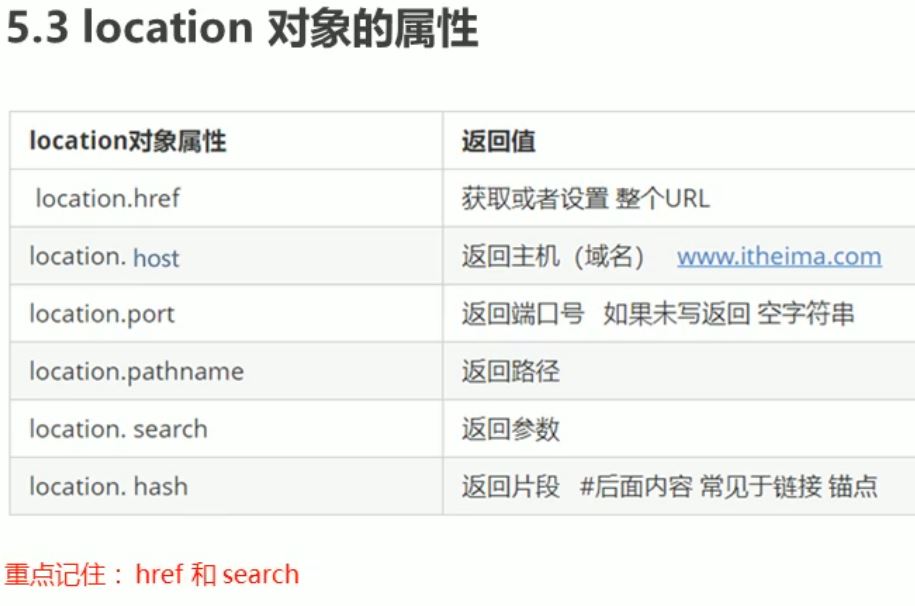 5.3 location 对象的属性
location对象属性 返回值
location.href 获取或者设置 整个URL
location. host 返回主机（域名） www.itheima.com
location.port 返回端口号 如果未写返回 空字符串
location.pathname 返回路径
location. search 返回参数
location. hash 返回片段 #后面内容 常见于链接 锚点
重点记住： href 和 search